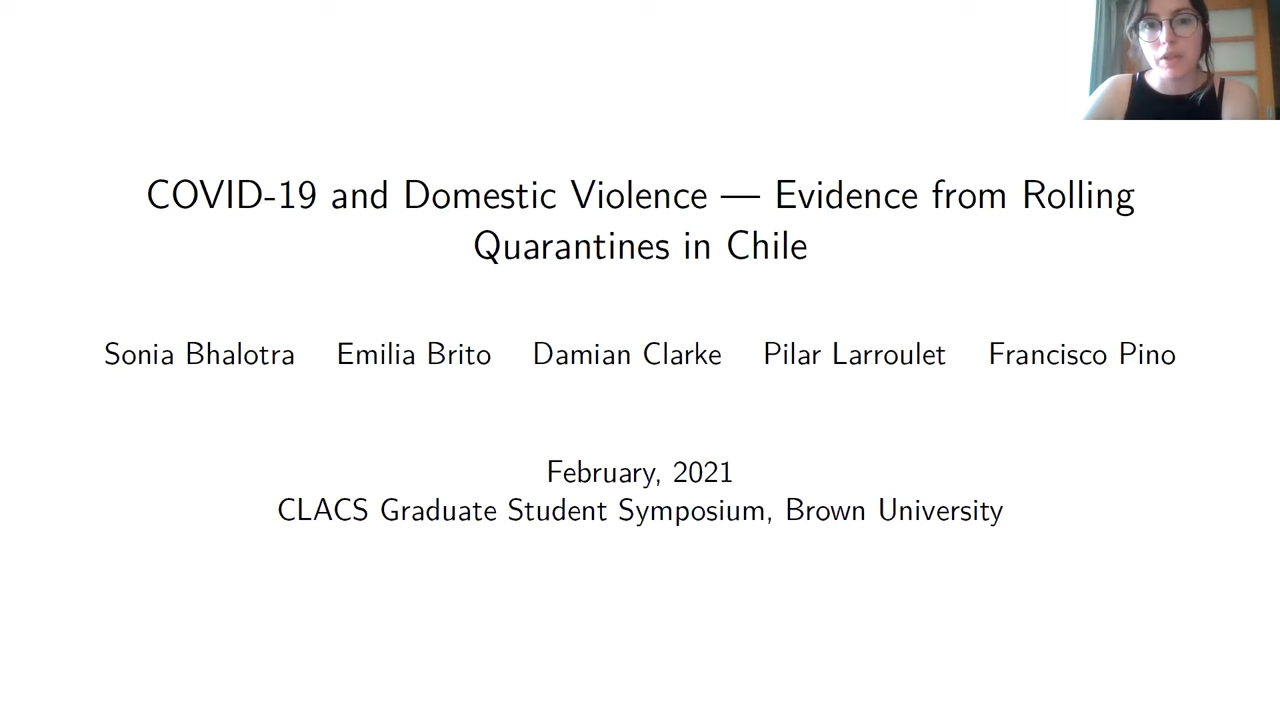 COVID-19 and Domestic Violence — Evidence from Rolling
Quarantines in Chile
Sonia Bhalotra Emilia Brito Damian Clarke Pilar Larroulet Francisco Pino
February, 2021
CLACS Graduate Student Symposium, Brown University